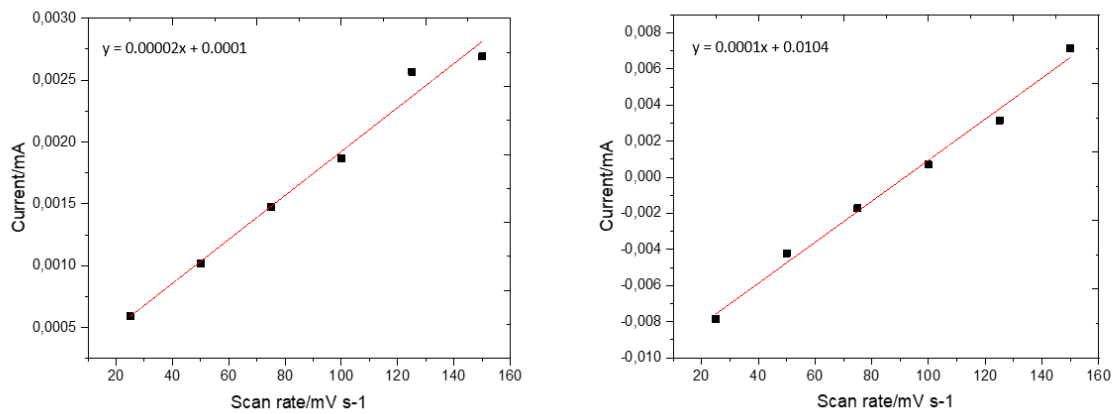 0,0030
y = 0.00002x + 0.0001
0,0025
0,0020
0,0015
0,0010
0,0005
Current/mA
20 40 60 80 100 120 140 160
Scan rate/mV s-1
0,008
y = 0.0001x + 0.0104
0,006
0,004
0,002
0,000
-0,002
-0,004
-0,006
-0,008
-0,010
Current/mA
20 40 60 80 100 120 140 160
Scan rate/mV s-1